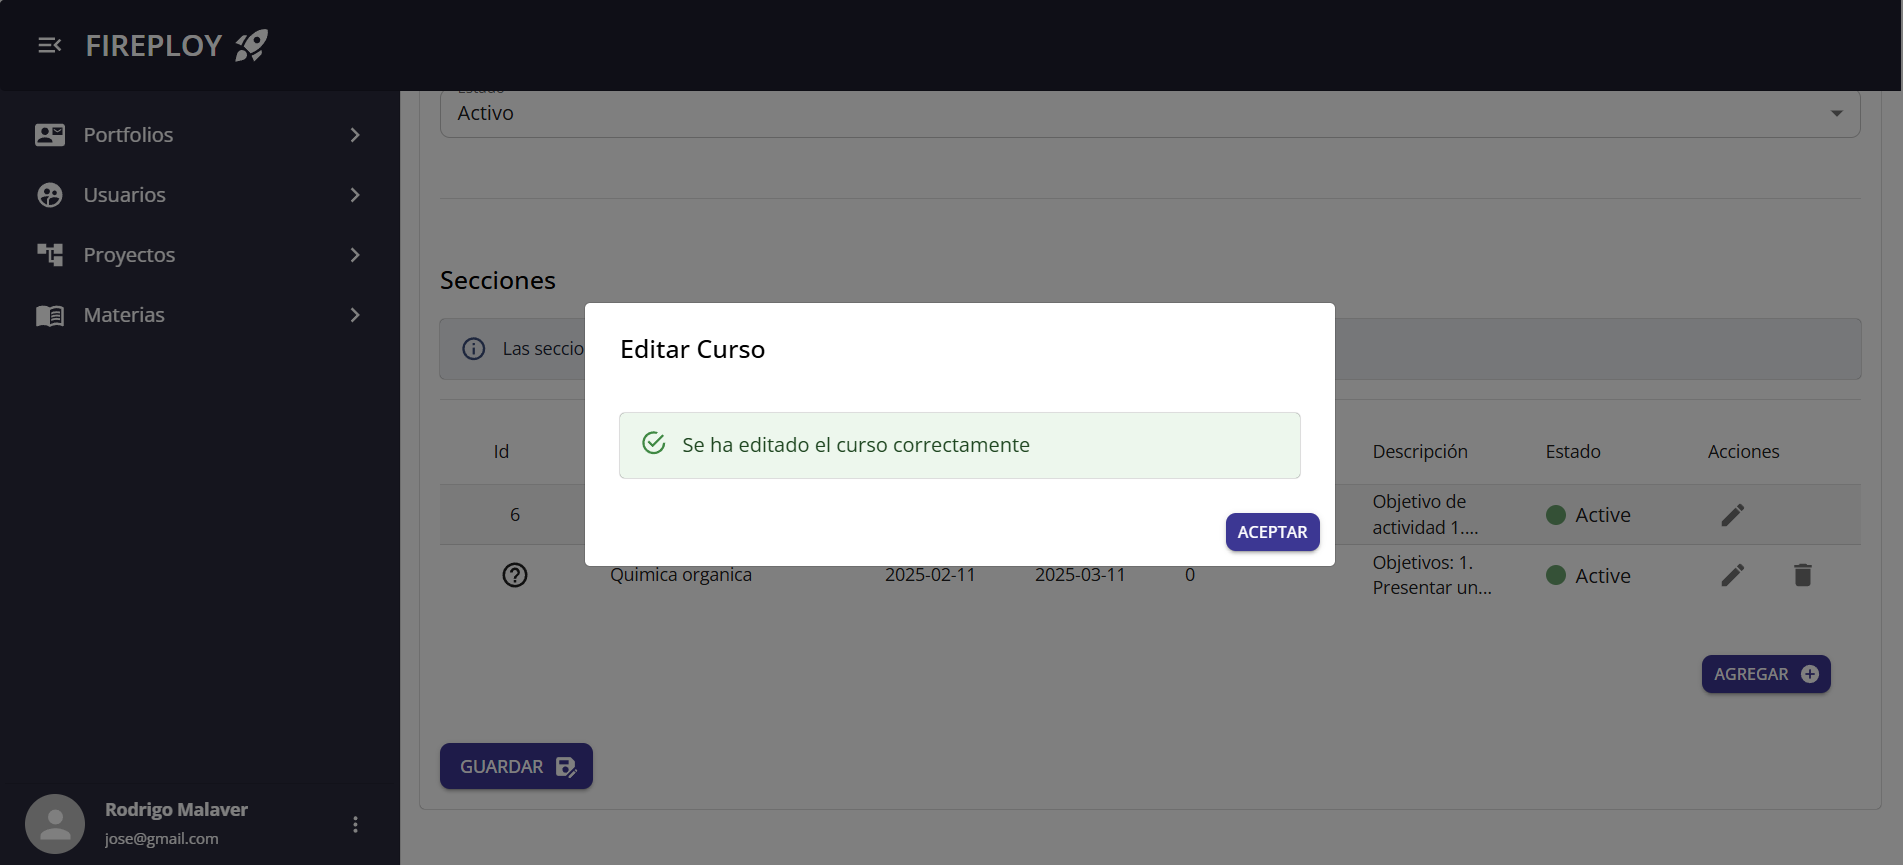 FIREPLOY
Portfolios
Usuarios
Proyectos
Materias
Rodrigo Malaver
jose@gmail.com
Estado
Activo
Secciones
Las seccio
Editar Curso
Se ha editado el curso correctamente
ACEPTAR
Id
Descripción
Estado
Acciones
6
Objetivo de
actividad 1....
Active
Quimica organica
2025-02-11
2025-03-11
0
Objetivos: 1.
Presentar un...
Active
AGREGAR
GUARDAR